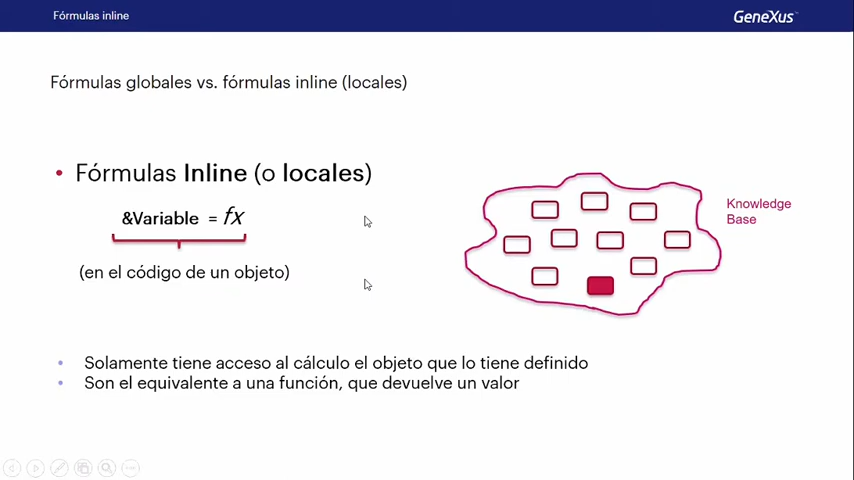 Fórmulas inline
GeneXus™
Fórmulas globales vs. fórmulas inline (locales)
• Fórmulas Inline (o locales)
&Variable = fx
(en el código de un objeto)
Knowledge
Base
• Solamente tiene acceso al cálculo el objeto que lo tiene definido
• Son el equivalente a una función, que devuelve un valor